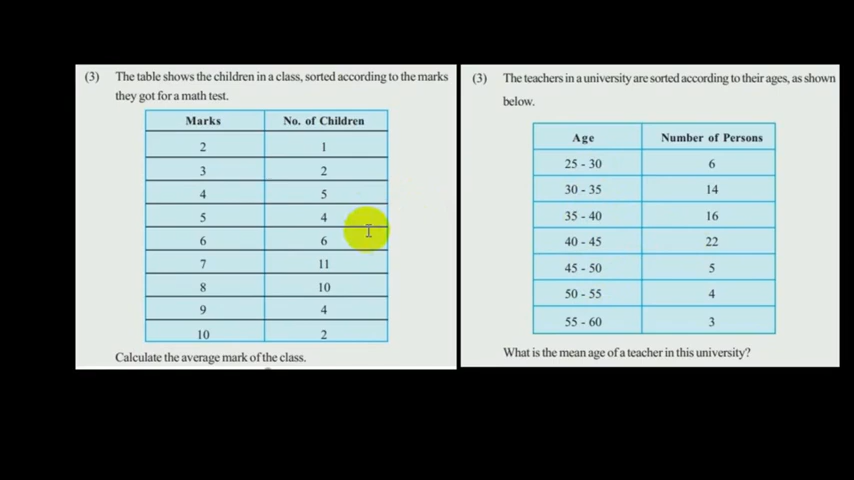 (3) The table shows the children in a class, sorted according to the marks
they got for a math test.
Marks No. of Children
2 1
3 2
4 5
5 4
6 6
7 11
8 10
9 4
10 2
Calculate the average mark of the class.
(3) The teachers in a university are sorted according to their ages, as shown
below.
Age Number of Persons
25 - 30 6
30 - 35 14
35 - 40 16
40 - 45 22
45 - 50 5
50 - 55 4
55 - 60 3
What is the mean age of a teacher in this university?